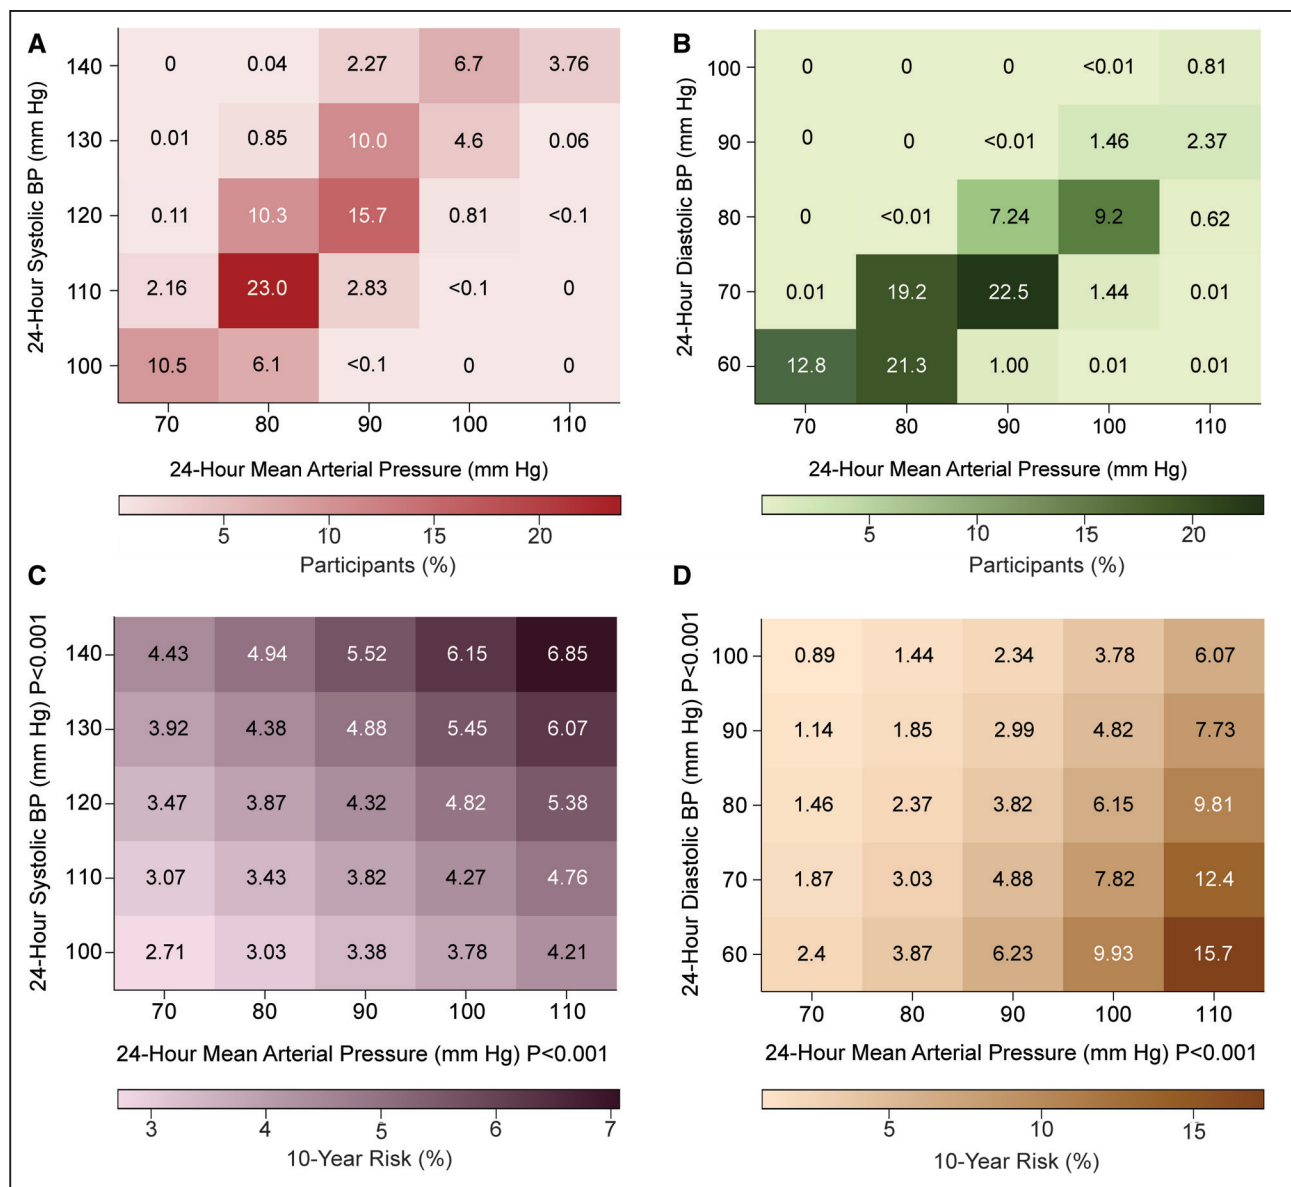 A
24-Hour Systolic BP (mm Hg)
140 0 0.04 2.27 6.7 3.76
130 0.01 0.85 10.0 4.6 0.06
120 0.11 10.3 15.7 0.81 <0.1
110 2.16 23.0 2.83 <0.1 0
100 10.5 6.1 <0.1 0 0
70 80 90 100 110
24-Hour Mean Arterial Pressure (mm Hg)
5 10 15 20
Participants (%)
B
24-Hour Diastolic BP (mm Hg)
100 0 0 0 <0.01 0.81
90 0 0 <0.01 1.46 2.37
80 0 <0.01 7.24 9.2 0.62
70 0.01 19.2 22.5 1.44 0.01
60 12.8 21.3 1.00 0.01 0.01
70 80 90 100 110
24-Hour Mean Arterial Pressure (mm Hg)
5 10 15 20
Participants (%)
C
24-Hour Systolic BP (mm Hg) P<0.001
140 4.43 4.94 5.52 6.15 6.85
130 3.92 4.38 4.88 5.45 6.07
120 3.47 3.87 4.32 4.82 5.38
110 3.07 3.43 3.82 4.27 4.76
100 2.71 3.03 3.38 3.78 4.21
70 80 90 100 110
24-Hour Mean Arterial Pressure (mm Hg) P<0.001
3 4 5 6 7
10-Year Risk (%)
D
24-Hour Diastolic BP (mm Hg) P<0.001
100 0.89 1.44 2.34 3.78 6.07
90 1.14 1.85 2.99 4.82 7.73
80 1.46 2.37 3.82 6.15 9.81
70 1.87 3.03 4.88 7.82 12.4
60 2.4 3.87 6.23 9.93 15.7
70 80 90 100 110
24-Hour Mean Arterial Pressure (mm Hg) P<0.001
5 10 15
10-Year Risk (%)